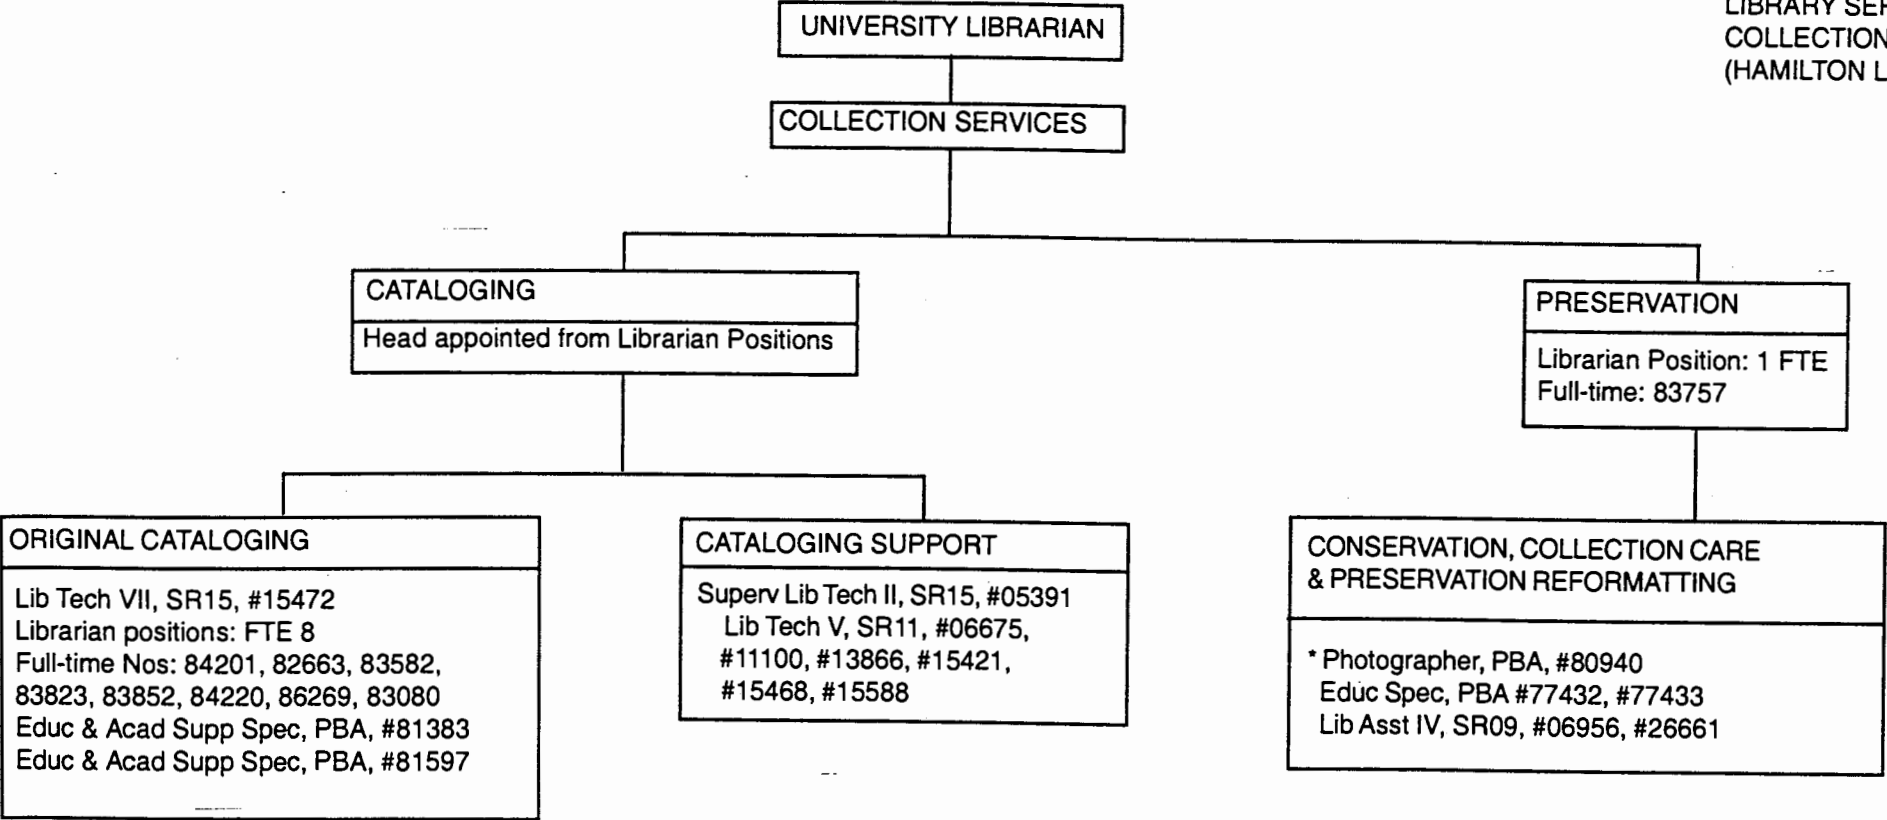 UNIVERSITY LIBRARIAN
LIBRARY
COLLECTION
(HAMILTON
COLLECTION SERVICES
CATALOGING
Head appointed from Librarian Positions
PRESERVATION
Librarian Position: 1 FTE
Full-time: 83757
ORIGINAL CATALOGING
Lib Tech VII, SR15, #15472
Librarian positions: FTE 8
Full-time Nos: 84201, 82663, 83582,
83823, 83852, 84220, 86269, 83080
Educ & Acad Supp Spec, PBA, #81383
Educ & Acad Supp Spec, PBA, #81597
CATALOGING SUPPORT
Superv Lib Tech II, SR15, #05391
Lib Tech V, SR11, #06675,
#11100, #13866, #15421,
#15468, #15588
CONSERVATION, COLLECTION CARE
& PRESERVATION REFORMATTING
* Photographer, PBA, #80940
Educ Spec, PBA #77432, #77433
Lib Asst IV, SR09, #06956, #26661